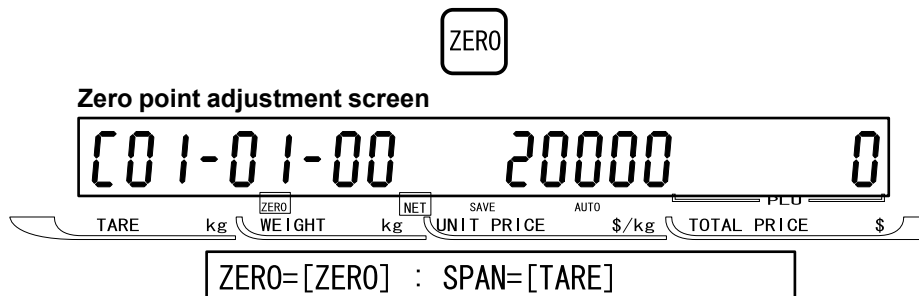 ZERO
Zero point adjustment screen
C01-01-00 20000 0
ZERO NET SAVE AUTO PLU
TARE kg WEIGHT kg UNIT PRICE $/kg TOTAL PRICE $
ZERO=[ZERO] : SPAN=[TARE]